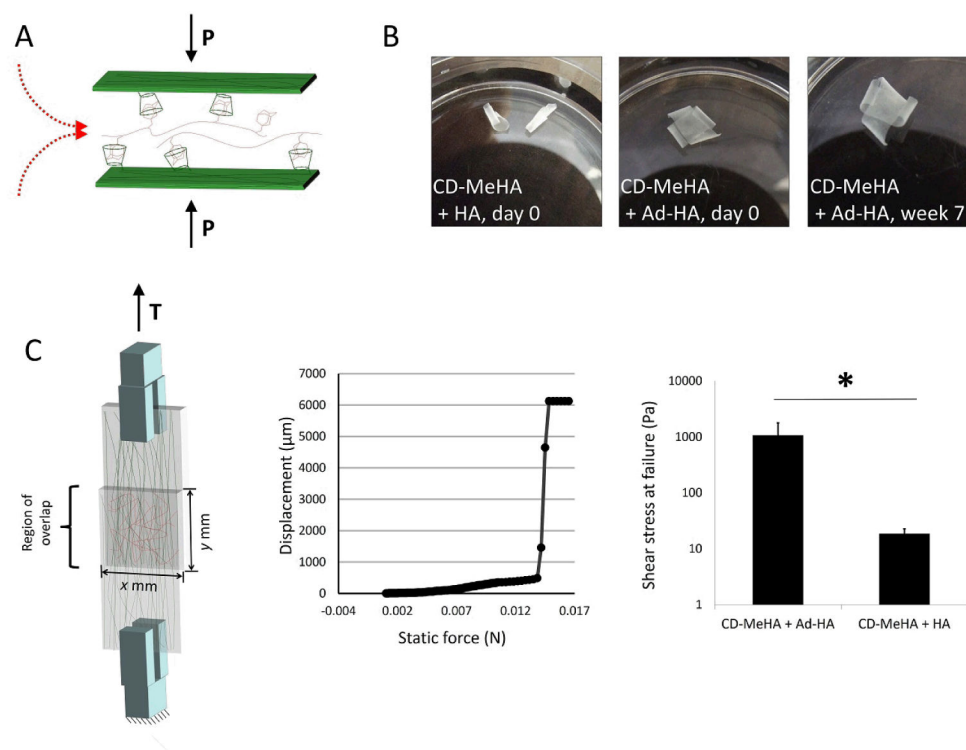 A
P
P
B
CD-MeHA
+ HA, day 0
CD-MeHA
+ Ad-HA, day 0
CD-MeHA
+ Ad-HA, week 7
C
T
Region of
overlap
y mm
x mm
Displacement (μm)
7000
6000
5000
4000
3000
2000
1000
0
-0.004
0.002
0.007
0.012
0.017
Static force (N)
Shear stress at failure (Pa)
10000
1000
100
10
1
*
CD-MeHA + Ad-HA
CD-MeHA + HA